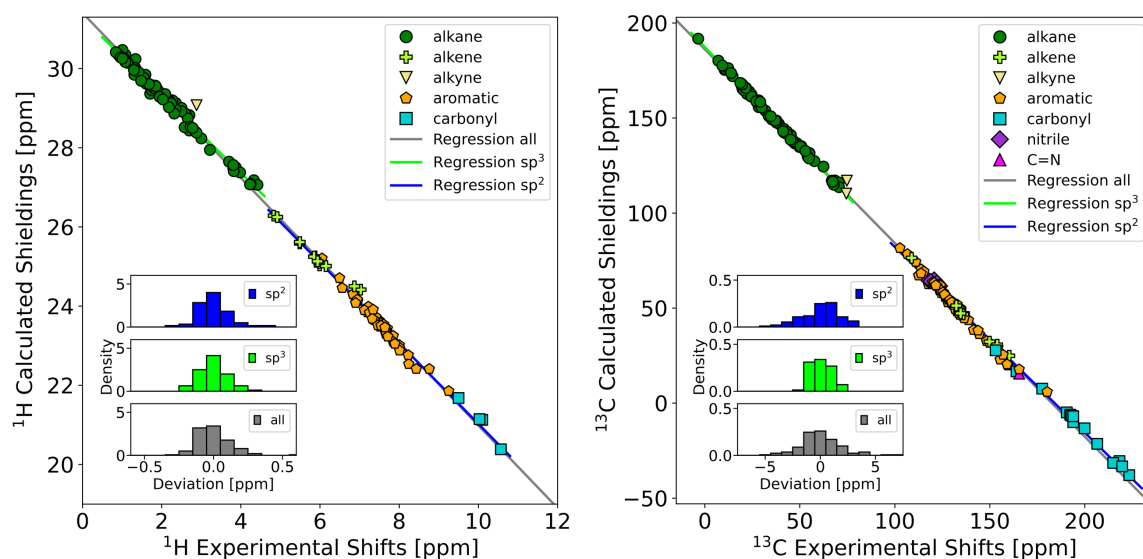 ¹H Calculated Shieldings [ppm]
30
28
26
24
22
20
0
2
4
6
8
10
12
¹H Experimental Shifts [ppm]
alkane
alkene
alkyne
aromatic
carbonyl
Regression all
Regression sp³
Regression sp²
5
0
sp²
5
0
sp³
5
0
all
Density
−0.5
0.0
0.5
Deviation [ppm]
¹³C Calculated Shieldings [ppm]
200
150
100
50
0
−50
0
50
100
150
200
¹³C Experimental Shifts [ppm]
alkane
alkene
alkyne
aromatic
carbonyl
nitrile
C=N
Regression all
Regression sp³
Regression sp²
0.5
0.0
sp²
0.5
0.0
sp³
0.5
0.0
all
Density
−5
0
5
Deviation [ppm]